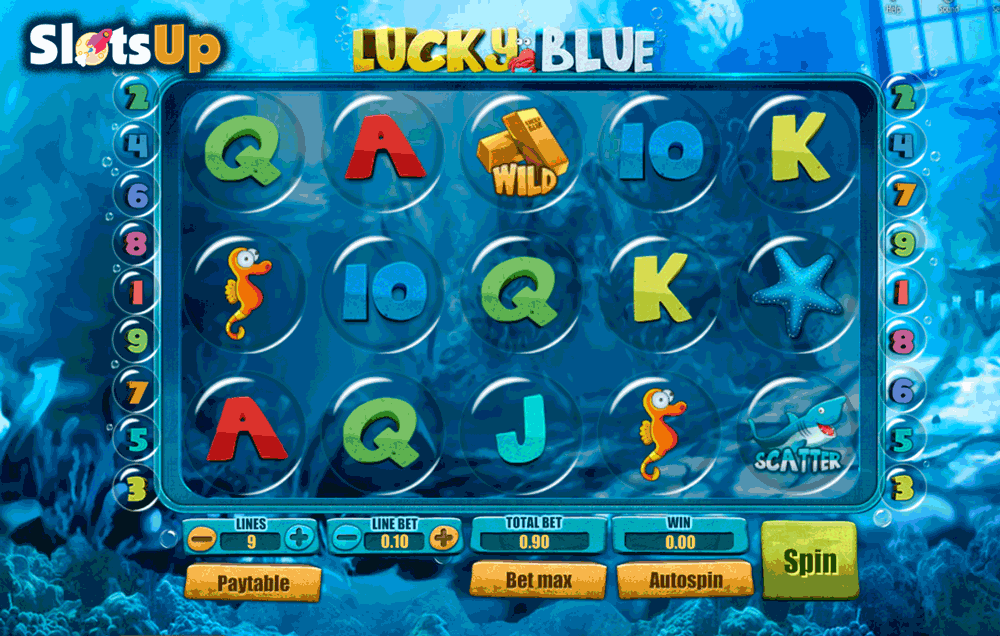 Help Sound
SlotsUp
LUCKY BLUE
2 2
Q A WILD 10 K
4 4
6 7
8 9
10 Q K
1 1
9 8
7 6
A Q J SCATTER
5 5
3 3
LINES LINE BET TOTAL BET WIN
9 0.10 0.90 0.00
Paytable Bet max Autospin Spin